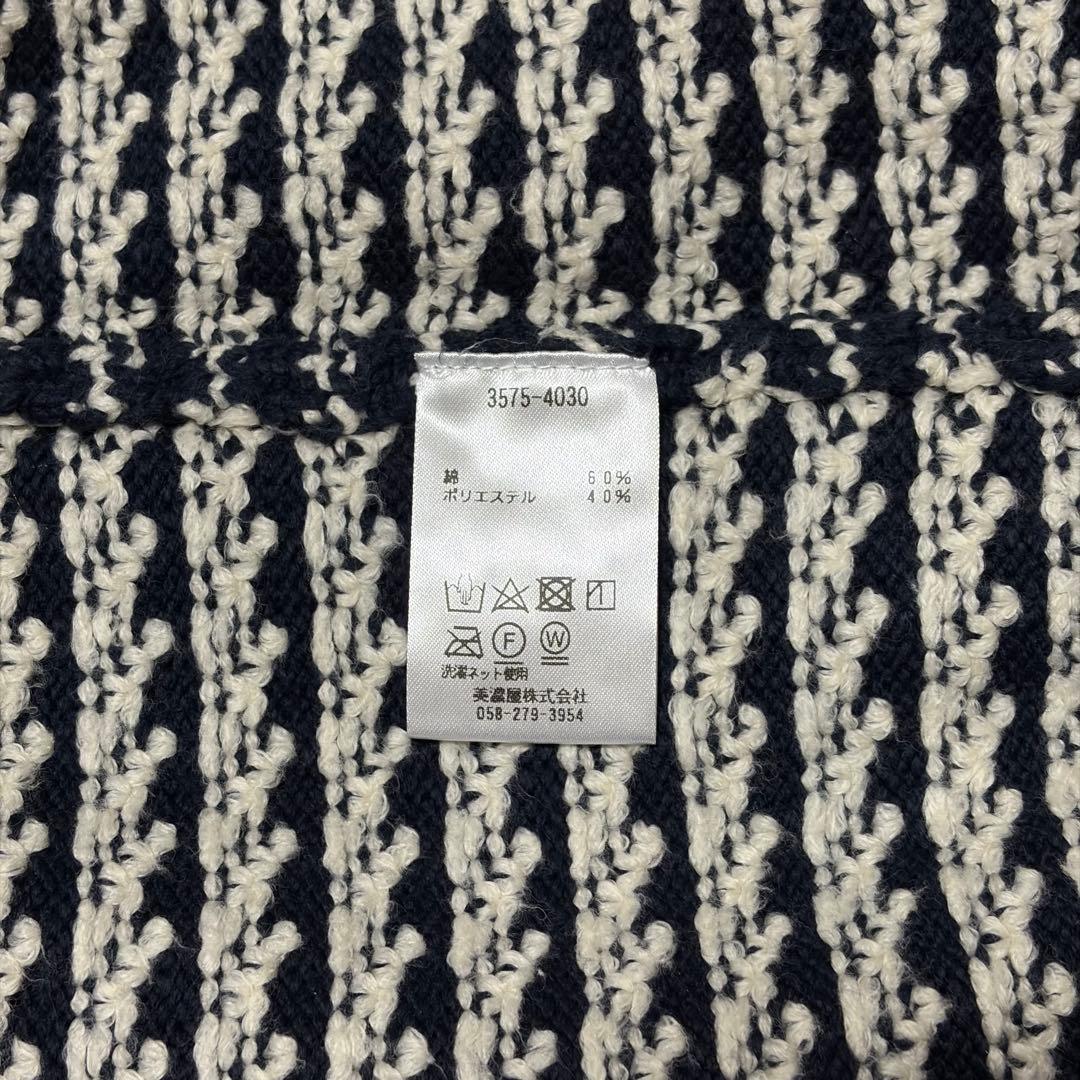 3575-4030
綿 60%
ポリエステル 40%
1
F W
洗濯ネット使用
美濃屋株式会社
058-279-3954